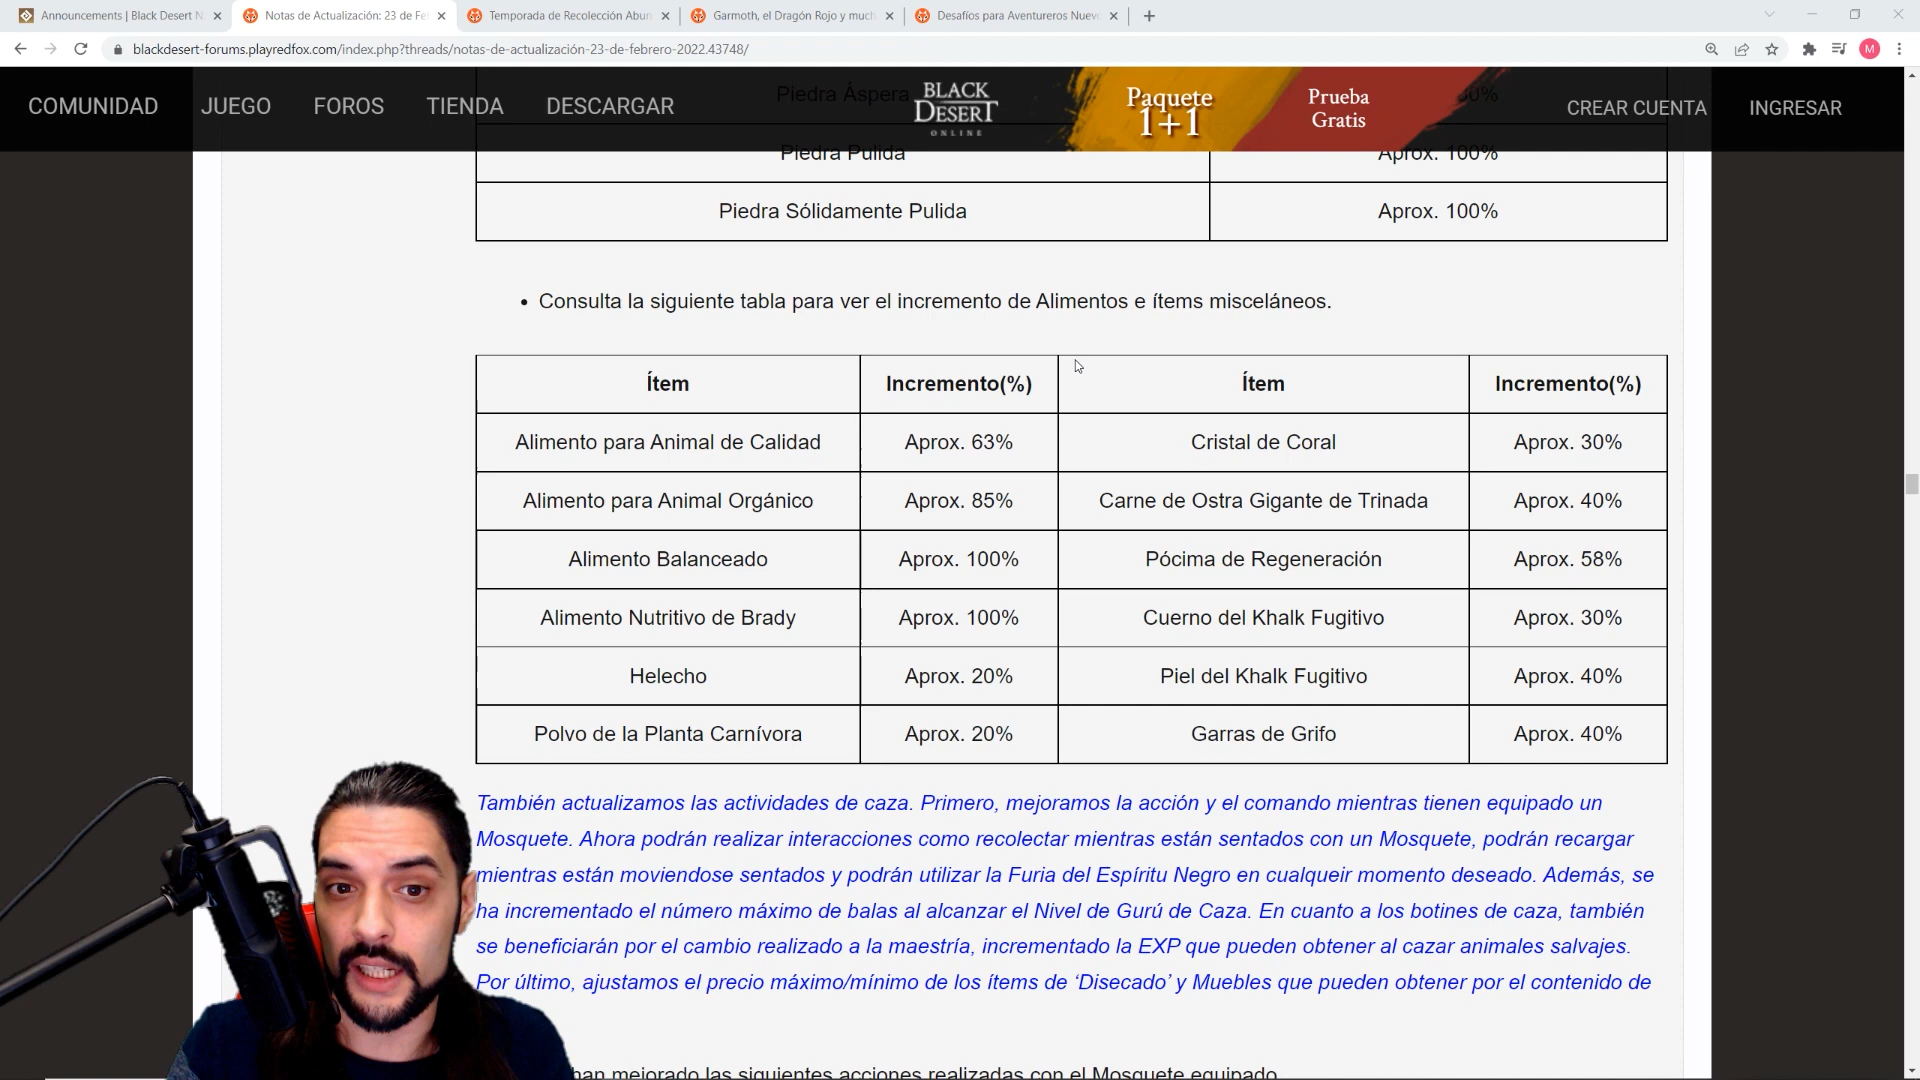 Announcements | Black Desert N
Notas de Actualización: 23 de Fe
Temporada de Recolección Abun
Garmoth, el Dragón Rojo y much
Desafíos para Aventureros Nuev
blackdesert-forums.playredfox.com/index.php?threads/notas-de-actualización-23-de-febrero-2022.43748/
M
COMUNIDAD JUEGO FOROS TIENDA DESCARGAR
BLACK
DESERT
ONLINE
Paquete
1+1
Prueba
Gratis
CREAR CUENTA INGRESAR
Piedra Áspera
Piedra Pulida Aprox. 100%
Piedra Sólidamente Pulida Aprox. 100%
• Consulta la siguiente tabla para ver el incremento de Alimentos e ítems misceláneos.
Ítem Incremento(%) Ítem Incremento(%)
Alimento para Animal de Calidad Aprox. 63% Cristal de Coral Aprox. 30%
Alimento para Animal Orgánico Aprox. 85% Carne de Ostra Gigante de Trinada Aprox. 40%
Alimento Balanceado Aprox. 100% Pócima de Regeneración Aprox. 58%
Alimento Nutritivo de Brady Aprox. 100% Cuerno del Khalk Fugitivo Aprox. 30%
Helecho Aprox. 20% Piel del Khalk Fugitivo Aprox. 40%
Polvo de la Planta Carnívora Aprox. 20% Garras de Grifo Aprox. 40%
También actualizamos las actividades de caza. Primero, mejoramos la acción y el comando mientras tienen equipado un
Mosquete. Ahora podrán realizar interacciones como recolectar mientras están sentados con un Mosquete, podrán recargar
mientras están moviendose sentados y podrán utilizar la Furia del Espíritu Negro en cualqueir momento deseado. Además, se
ha incrementado el número máximo de balas al alcanzar el Nivel de Gurú de Caza. En cuanto a los botines de caza, también
se beneficiarán por el cambio realizado a la maestría, incrementado la EXP que pueden obtener al cazar animales salvajes.
Por último, ajustamos el precio máximo/mínimo de los ítems de ‘Disecado’ y Muebles que pueden obtener por el contenido de
han mejorado las siguientes acciones realizadas con el Mosquete equipado.